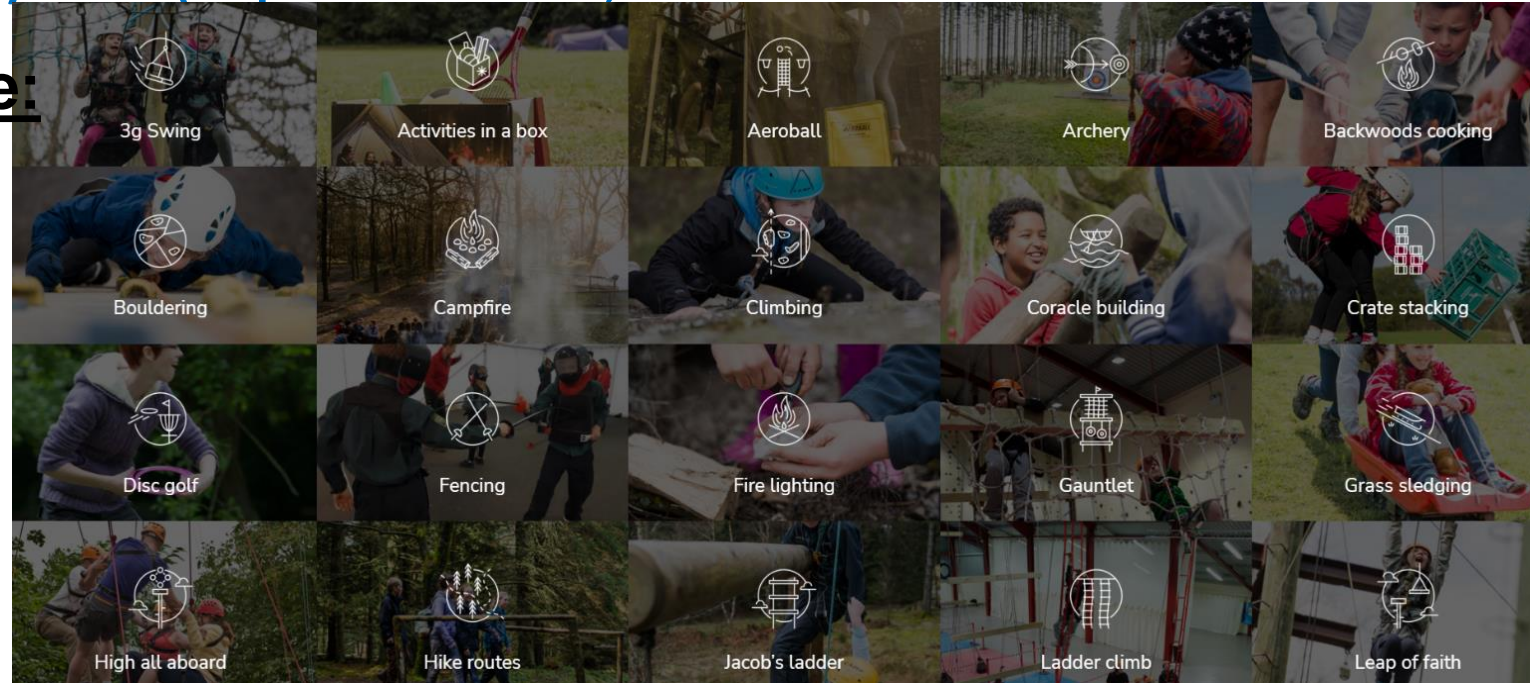 e:
3g Swing
Activities in a box
Aeroball
Archery
Backwoods cooking
Bouldering
Campfire
Climbing
Coracle building
Crate stacking
Disc golf
Fencing
Fire lighting
Gauntlet
Grass sledging
High all aboard
Hike routes
Jacob's ladder
Ladder climb
Leap of faith